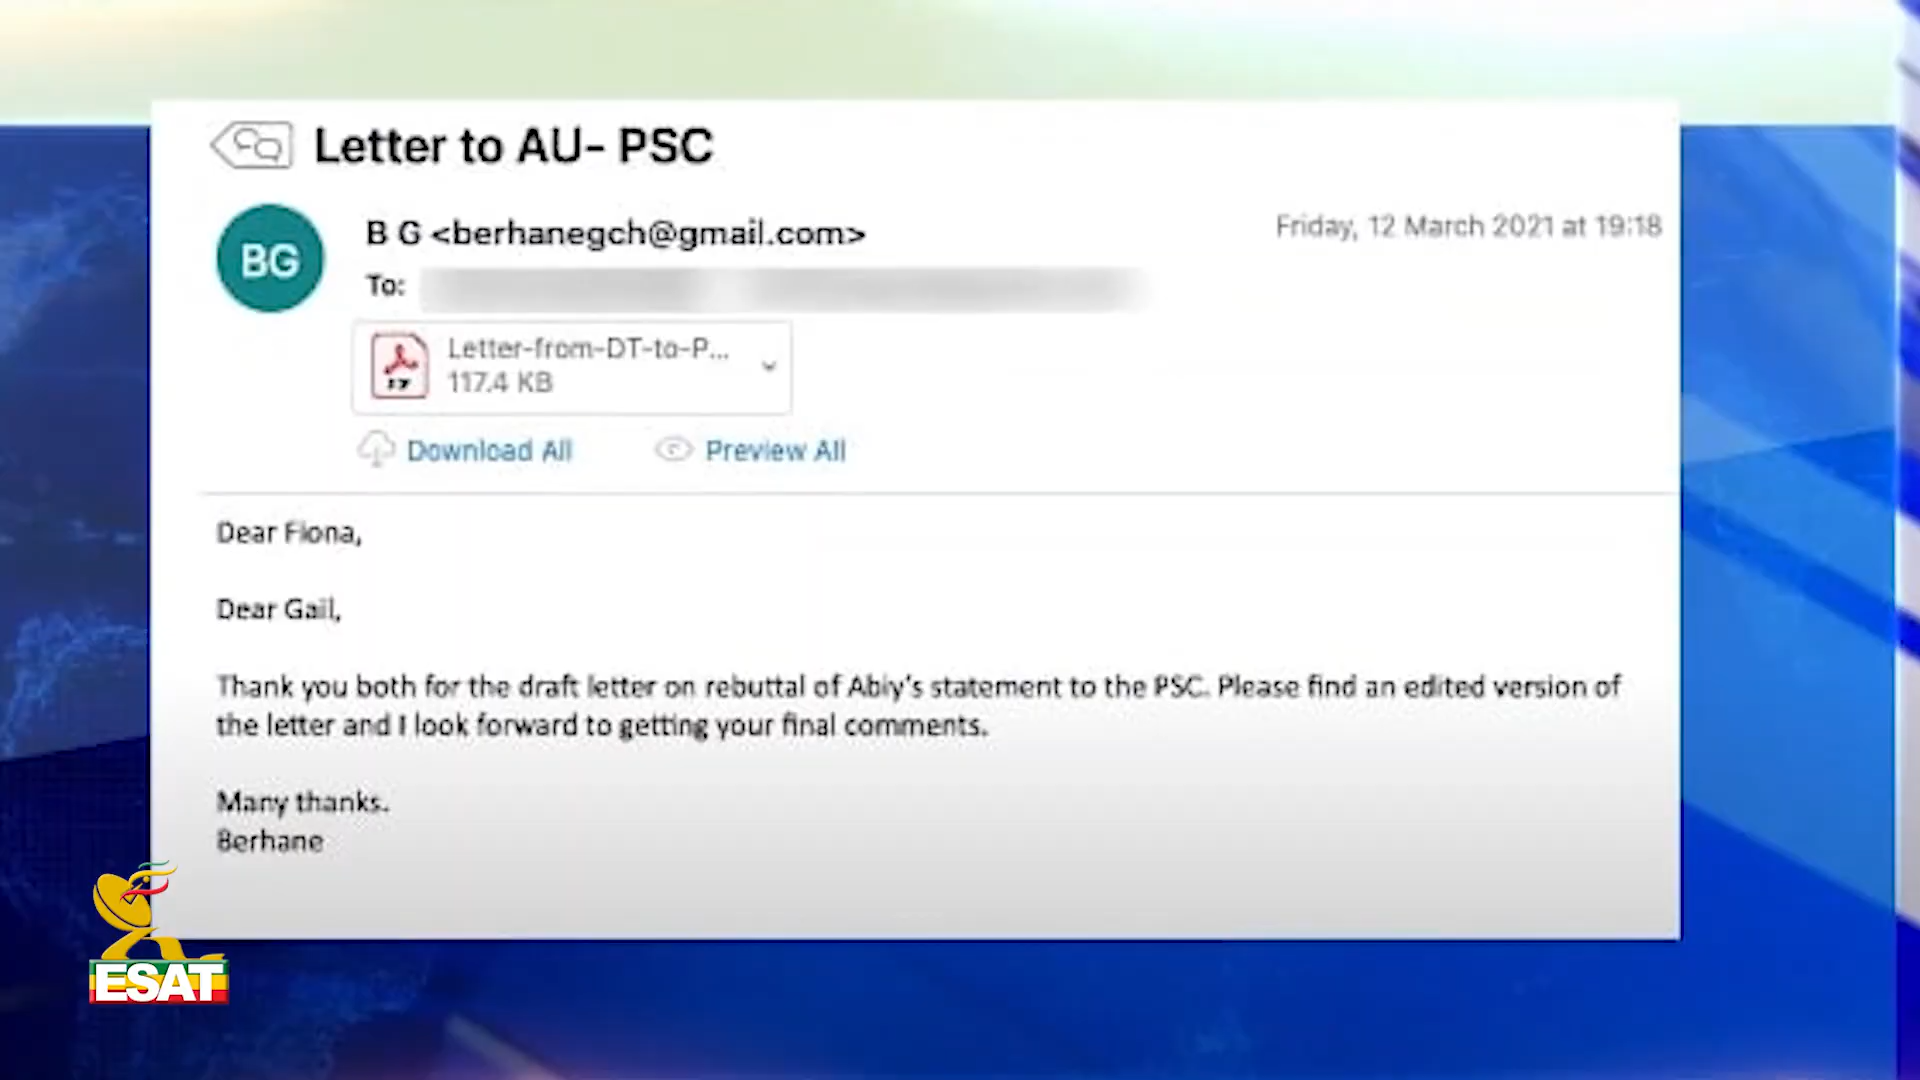 Letter to AU- PSC
BG
B G <berhanegch@gmail.com>
Friday, 12 March 2021 at 19:18
To:
Letter-from-DT-to-P...
117.4 KB
Download All
Preview All
Dear Fiona,
Dear Gail,
Thank you both for the draft letter on rebuttal of Abiy's statement to the PSC. Please find an edited version of
the letter and I look forward to getting your final comments.
Many thanks.
Berhane
ESAT